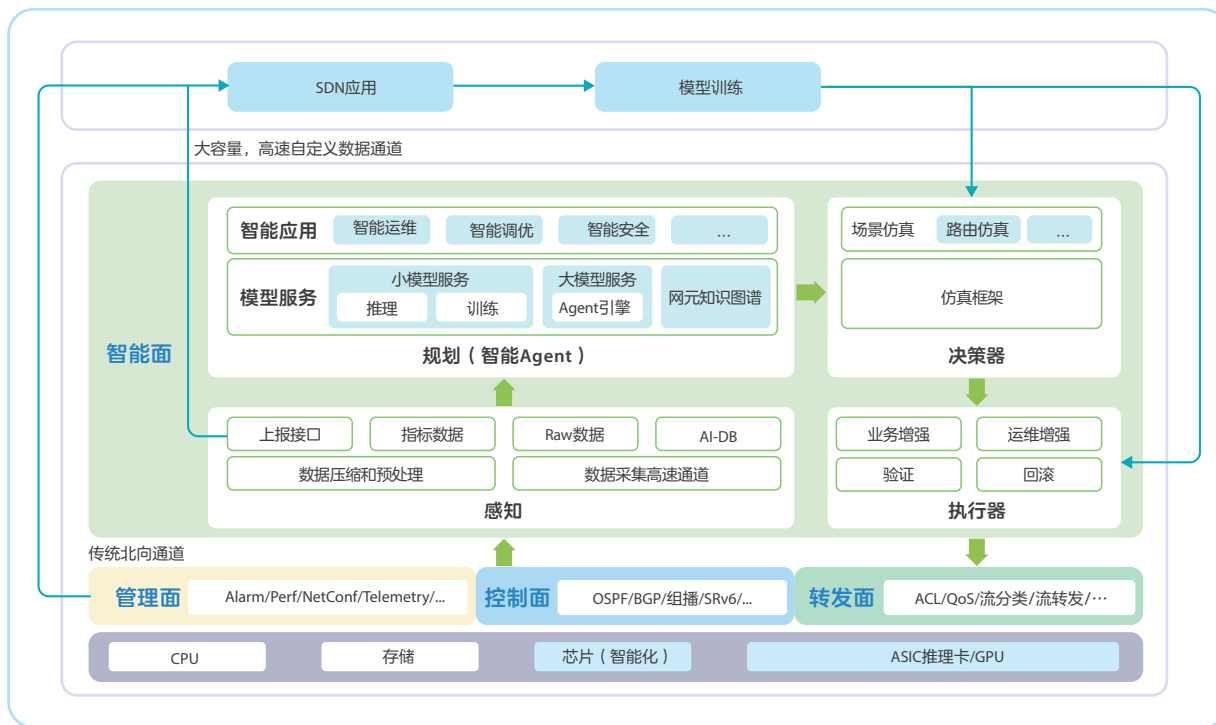 SDN应用
模型训练
大容量，高速自定义数据通道
智能面
智能应用
智能运维
智能调优
智能安全
...
模型服务
小模型服务
推理
训练
大模型服务
Agent引擎
网元知识图谱
规划（智能Agent）
场景仿真
路由仿真
...
仿真框架
决策器
上报接口
指标数据
Raw数据
AI-DB
数据压缩和预处理
数据采集高速通道
感知
业务增强
运维增强
验证
回滚
执行器
传统北向通道
管理面
Alarm/Perf/NetConf/Telemetry/...
控制面
OSPF/BGP/组播/SRv6/...
转发面
ACL/QoS/流分类/流转发/…
CPU
存储
芯片（智能化）
ASIC推理卡/GPU